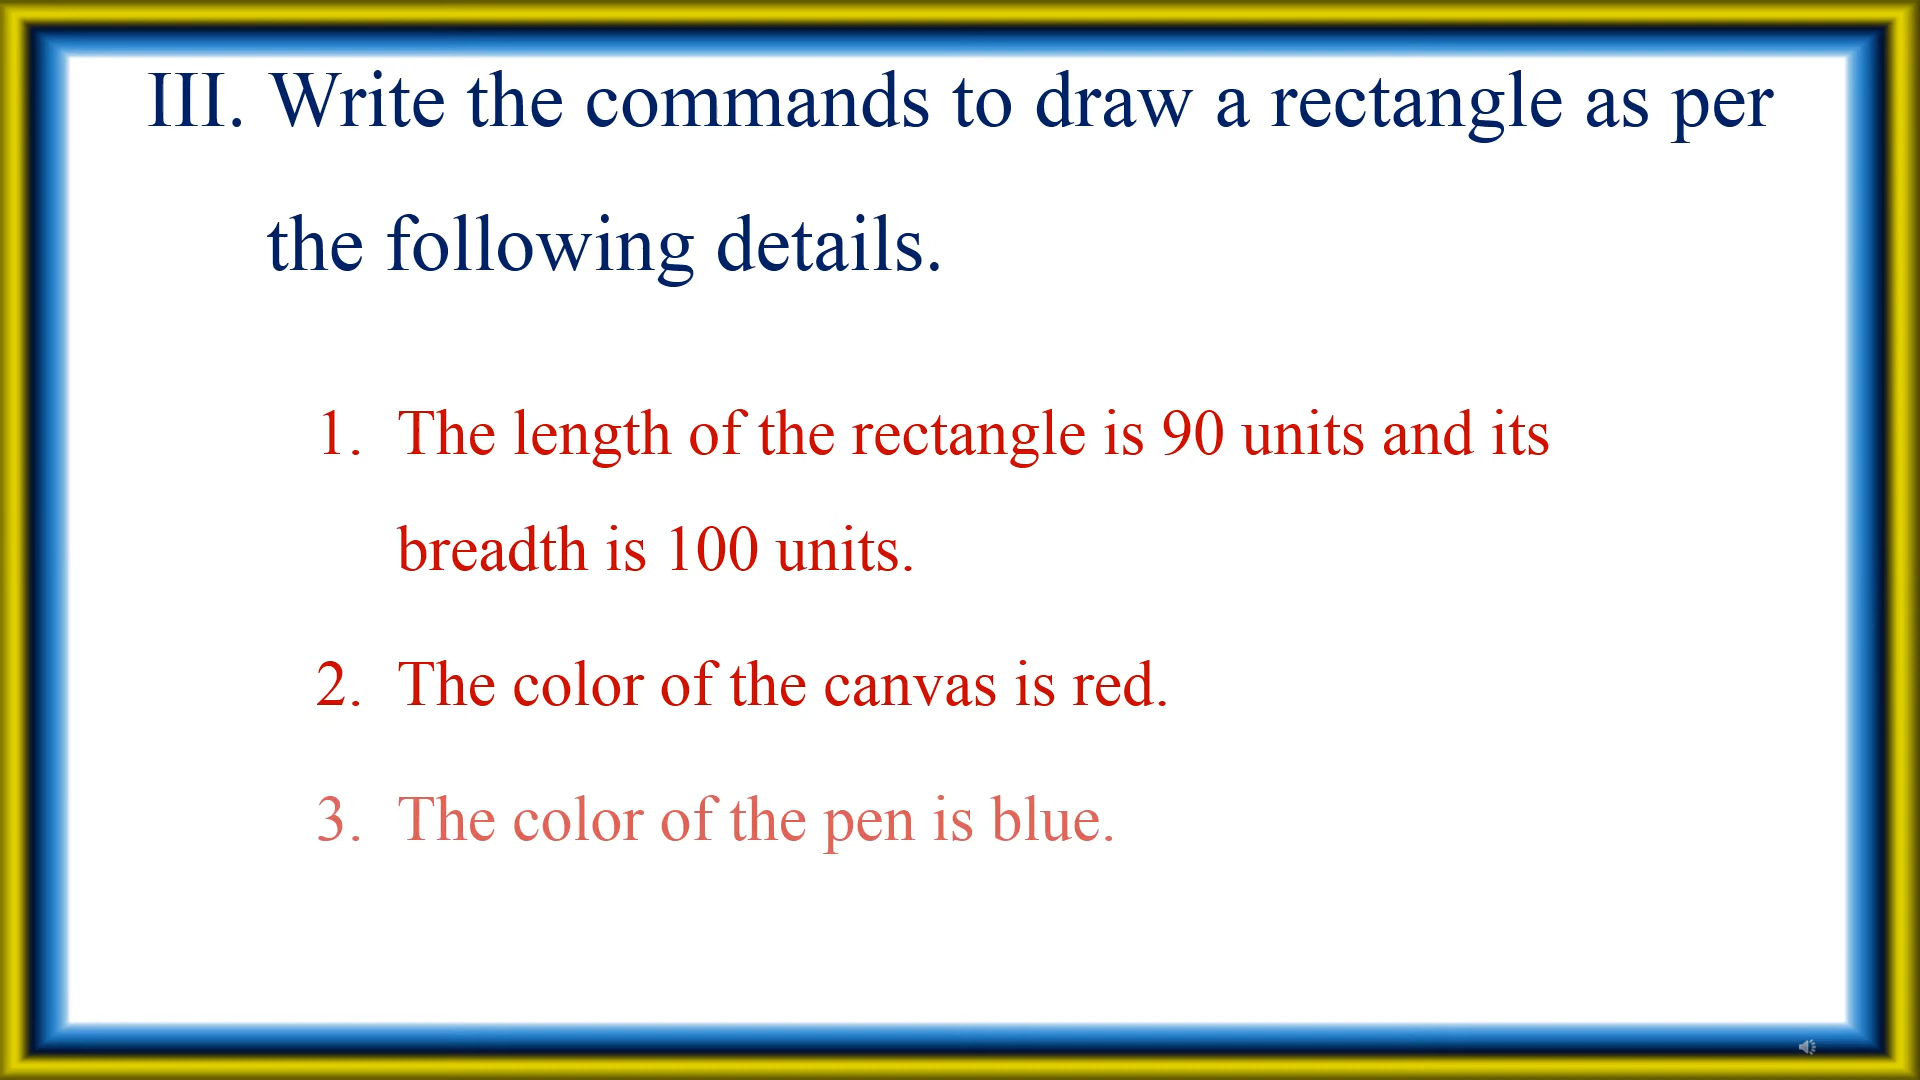 III. Write the commands to draw a rectangle as per
the following details.
1. The length of the rectangle is 90 units and its
breadth is 100 units.
2. The color of the canvas is red.
3. The color of the pen is blue.